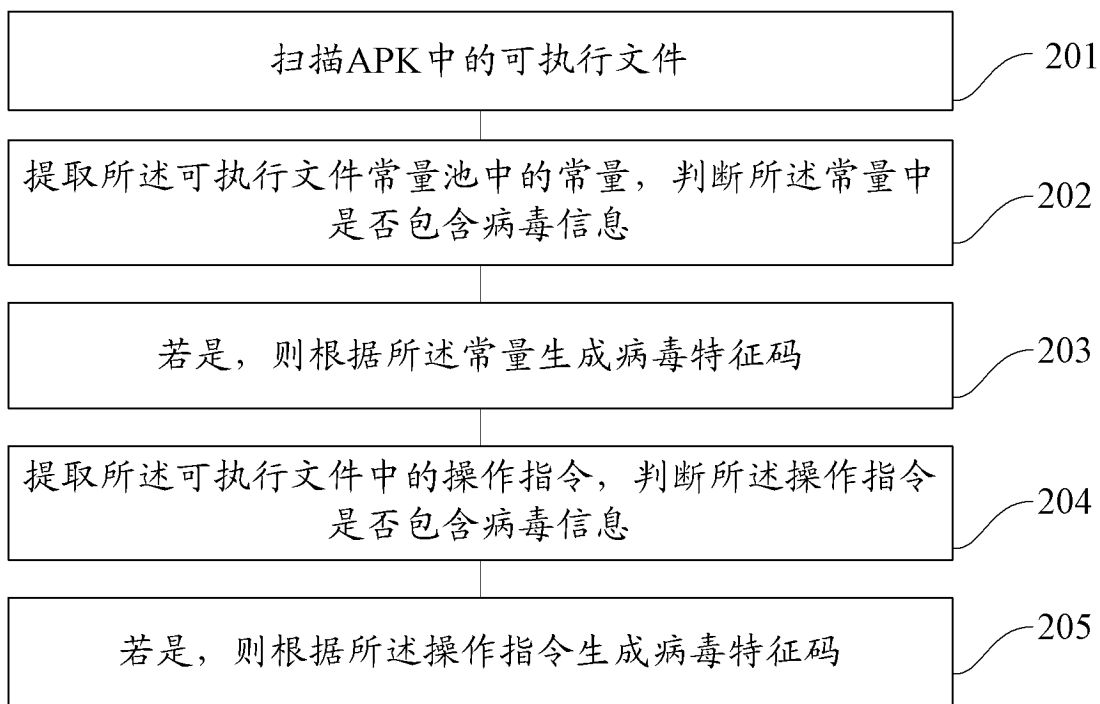 扫描APK中的可执行文件
201
提取所述可执行文件常量池中的常量，判断所述常量中
是否包含病毒信息
202
若是，则根据所述常量生成病毒特征码
203
提取所述可执行文件中的操作指令，判断所述操作指令
是否包含病毒信息
204
若是，则根据所述操作指令生成病毒特征码
205